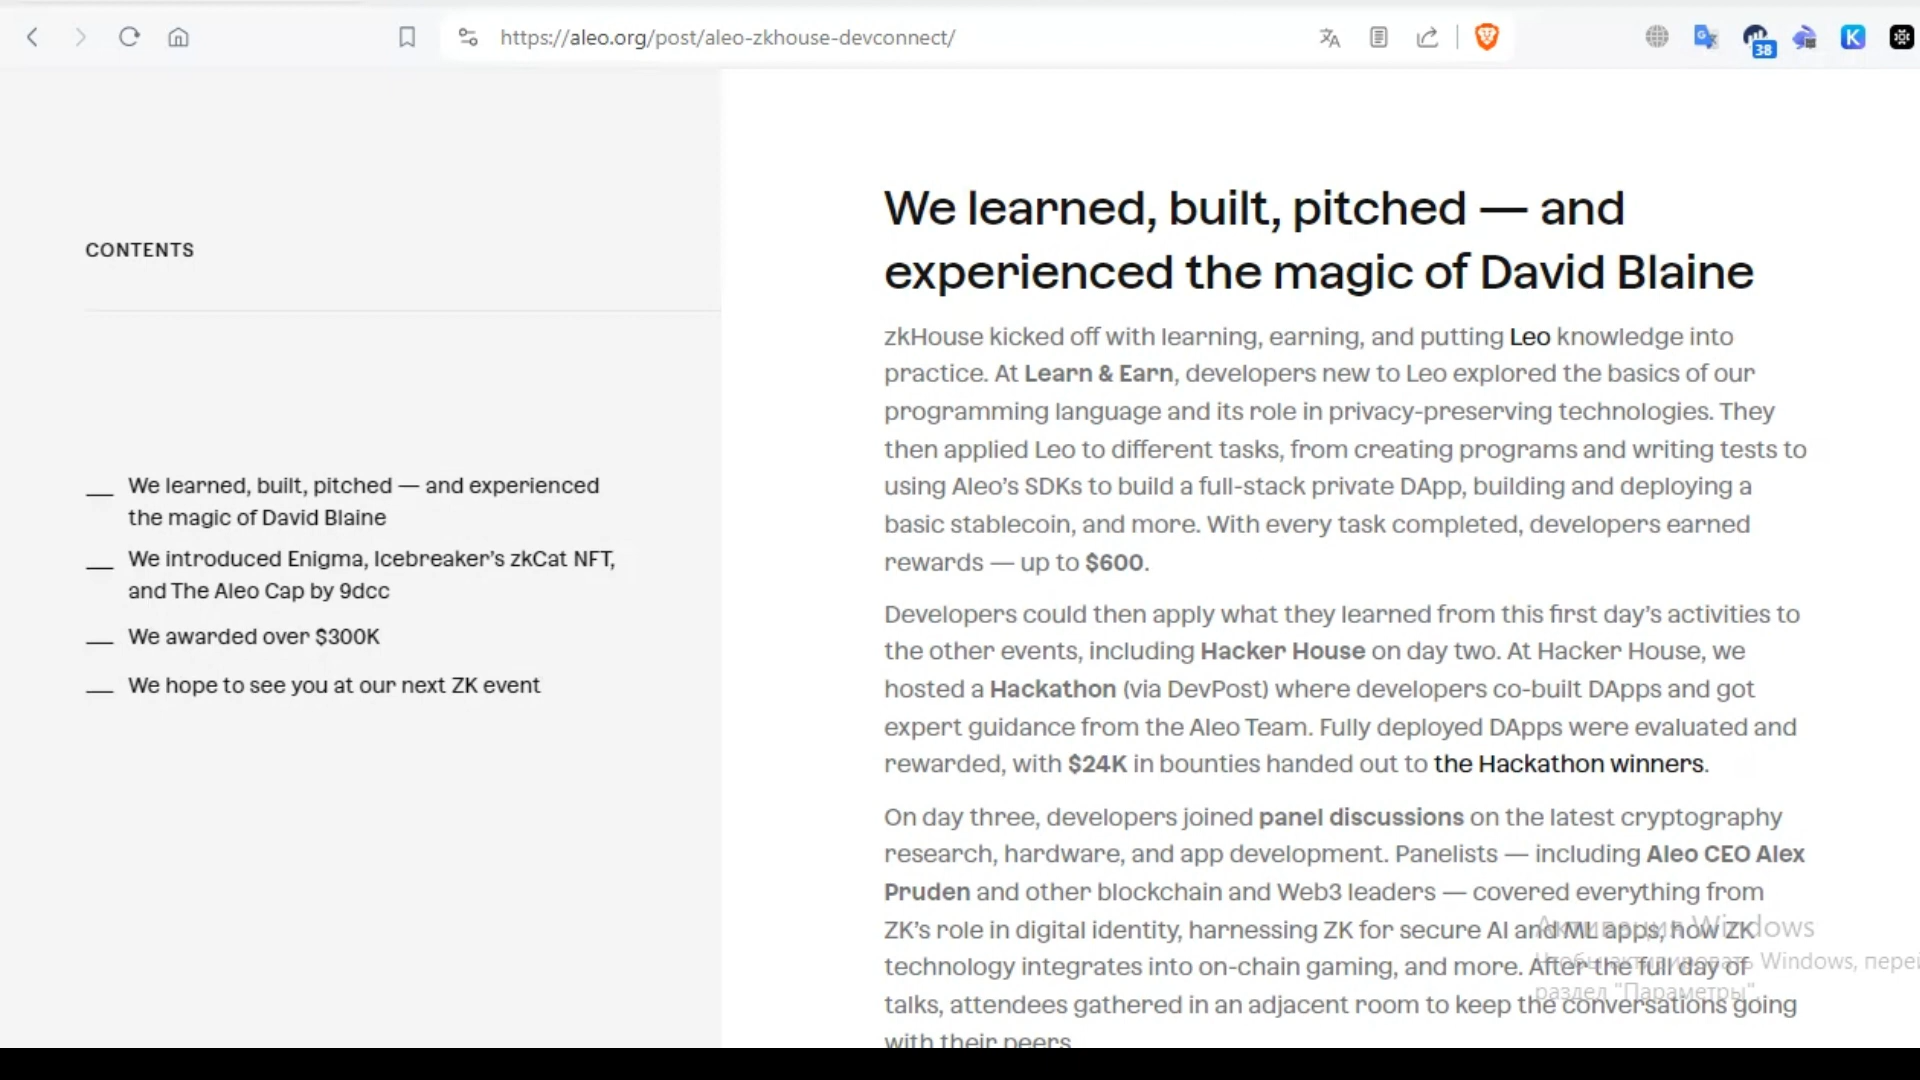 https://aleo.org/post/aleo-zkhouse-devconnect/
38
K
CONTENTS
We learned, built, pitched — and experienced
the magic of David Blaine
We introduced Enigma, Icebreaker's zkCat NFT,
and The Aleo Cap by 9dcc
We awarded over $300K
We hope to see you at our next ZK event
We learned, built, pitched — and
experienced the magic of David Blaine
zkHouse kicked off with learning, earning, and putting Leo knowledge into
practice. At Learn & Earn, developers new to Leo explored the basics of our
programming language and its role in privacy-preserving technologies. They
then applied Leo to different tasks, from creating programs and writing tests to
using Aleo's SDKs to build a full-stack private DApp, building and deploying a
basic stablecoin, and more. With every task completed, developers earned
rewards — up to $600.
Developers could then apply what they learned from this first day's activities to
the other events, including Hacker House on day two. At Hacker House, we
hosted a Hackathon (via DevPost) where developers co-built DApps and got
expert guidance from the Aleo Team. Fully deployed DApps were evaluated and
rewarded, with $24K in bounties handed out to the Hackathon winners.
On day three, developers joined panel discussions on the latest cryptography
research, hardware, and app development. Panelists — including Aleo CEO Alex
Pruden and other blockchain and Web3 leaders — covered everything from
ZK's role in digital identity, harnessing ZK for secure AI and ML apps, how ZK
technology integrates into on-chain gaming, and more. After the full day of
talks, attendees gathered in an adjacent room to keep the conversations going
with their peers.
Активация Windows
Чтобы активировать Windows, перей
раздел "Параметры".